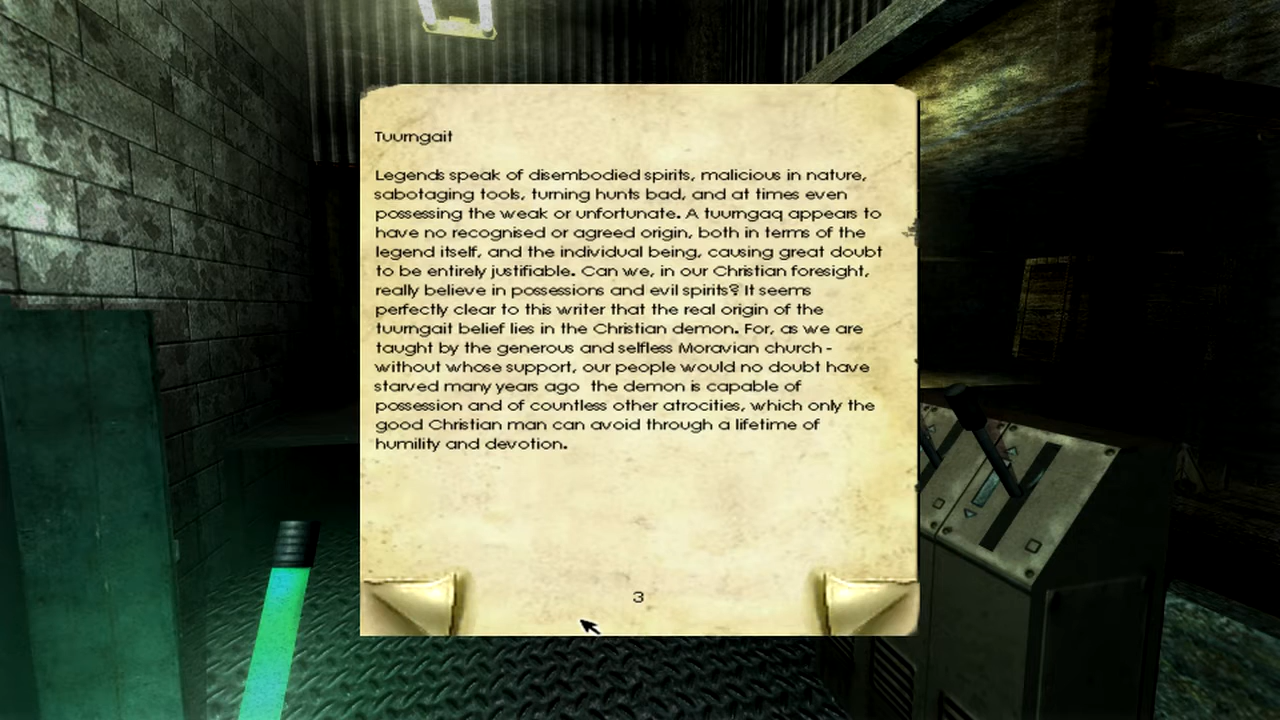 Tuurngait
Legends speak of disembodied spirits, malicious in nature,
sabotaging tools, turning hunts bad, and at times even
possessing the weak or unfortunate. A tuurngaq appears to
have no recognised or agreed origin, both in terms of the
legend itself, and the individual being, causing great doubt
to be entirely justifiable. Can we, in our Christian foresight,
really believe in possessions and evil spirits? It seems
perfectly clear to this writer that the real origin of the
tuurngait belief lies in the Christian demon. For, as we are
taught by the generous and selfless Moravian church -
without whose support, our people would no doubt have
starved many years ago  the demon is capable of
possession and of countless other atrocities, which only the
good Christian man can avoid through a lifetime of
humility and devotion.
3